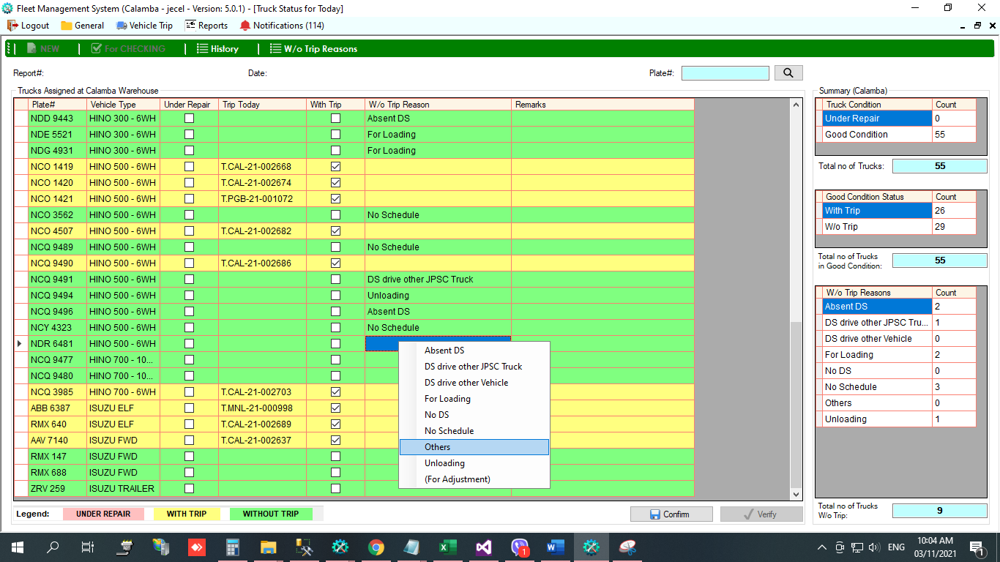 Fleet Management System (Calamba - jecel - Version: 5.0.1) - [Truck Status for Today]
Logout General Vehicle Trip Reports Notifications (114)
NEW For CHECKING History W/o Trip Reasons
Report#: Date: Plate#:
Trucks Assigned at Calamba Warehouse
Plate# Vehicle Type Under Repair Trip Today With Trip W/o Trip Reason Remarks
NDD 9443 HINO 300 - 6WH Absent DS
NDE 5521 HINO 300 - 6WH For Loading
NDG 4931 HINO 300 - 6WH For Loading
NCO 1419 HINO 500 - 6WH T.CAL-21-002668
NCO 1420 HINO 500 - 6WH T.CAL-21-002674
NCO 1421 HINO 500 - 6WH T.PGB-21-001072
NCO 3562 HINO 500 - 6WH No Schedule
NCO 4507 HINO 500 - 6WH T.CAL-21-002682
NCQ 9489 HINO 500 - 6WH No Schedule
NCQ 9490 HINO 500 - 6WH T.CAL-21-002686
NCQ 9491 HINO 500 - 6WH DS drive other JPSC Truck
NCQ 9494 HINO 500 - 6WH Unloading
NCQ 9496 HINO 500 - 6WH Absent DS
NCY 4323 HINO 500 - 6WH No Schedule
NDR 6481 HINO 500 - 6WH
NCQ 9477 HINO 700 - 10...
NCQ 9480 HINO 700 - 10...
NCQ 3985 HINO 700 - 6WH T.CAL-21-002703
ABB 6387 ISUZU ELF T.MNL-21-000998
RMX 640 ISUZU ELF T.CAL-21-002689
AAV 7140 ISUZU FWD T.CAL-21-002637
RMX 147 ISUZU FWD
RMX 688 ISUZU FWD
ZRV 259 ISUZU TRAILER
Absent DS
DS drive other JPSC Truck
DS drive other Vehicle
For Loading
No DS
No Schedule
Others
Unloading
(For Adjustment)
Legend: UNDER REPAIR WITH TRIP WITHOUT TRIP Confirm Verify
Summary (Calamba)
Truck Condition Count
Under Repair 0
Good Condition 55
Total no of Trucks: 55
Good Condition Status Count
With Trip 26
W/o Trip 29
Total no of Trucks
in Good Condition: 55
W/o Trip Reasons Count
Absent DS 2
DS drive other JPSC Tru... 1
DS drive other Vehicle 0
For Loading 2
No DS 0
No Schedule 3
Others 0
Unloading 1
Total no of Trucks
W/o Trip: 9
1
ENG
10:04 AM
03/11/2021
1